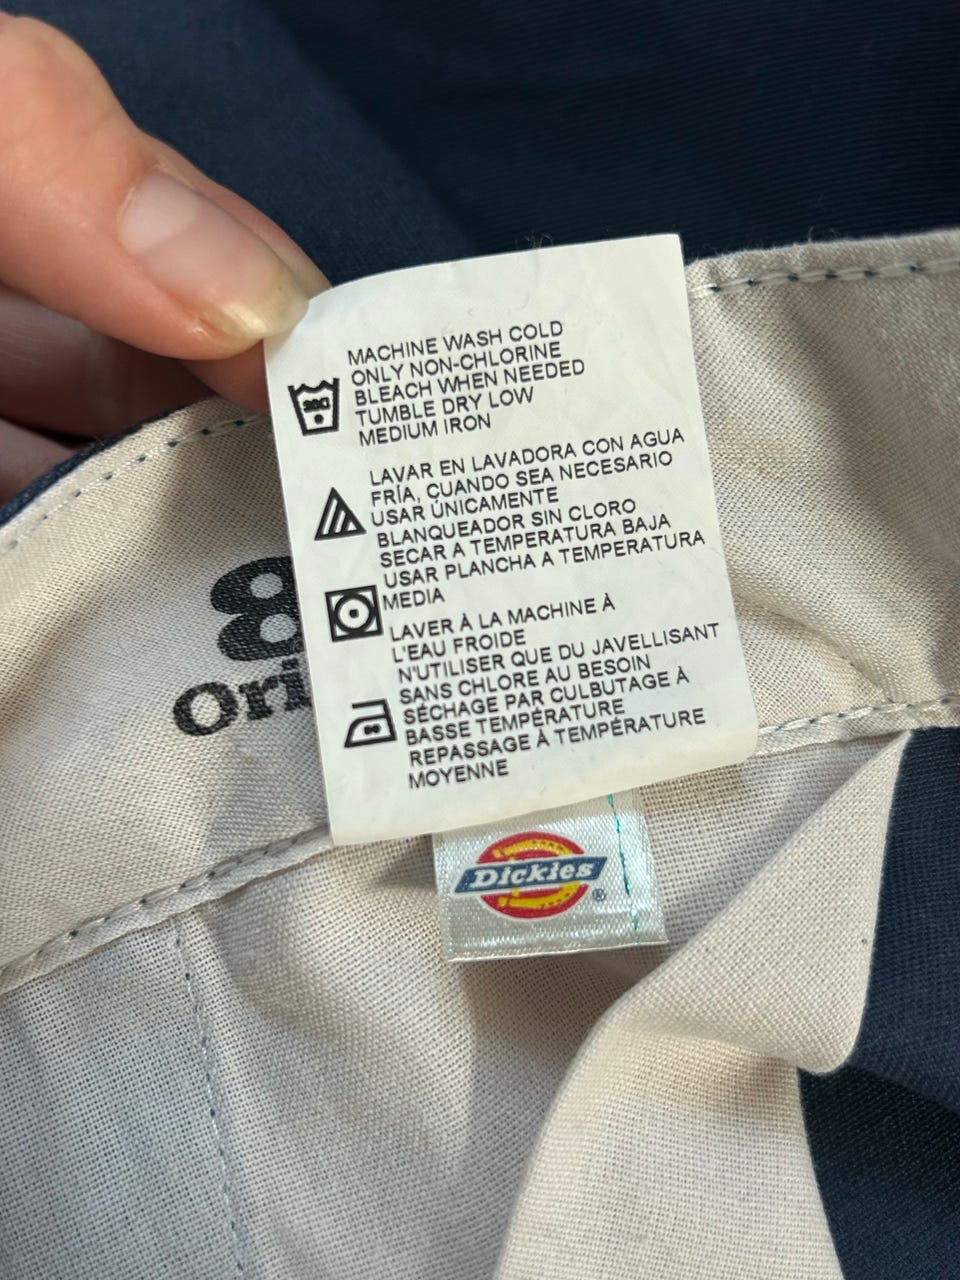 MACHINE WASH COLD
ONLY NON-CHLORINE
BLEACH WHEN NEEDED
TUMBLE DRY LOW
MEDIUM IRON
30C
LAVAR EN LAVADORA CON AGUA
FRÍA, CUANDO SEA NECESARIO
USAR ÚNICAMENTE
BLANQUEADOR SIN CLORO
SECAR A TEMPERATURA BAJA
USAR PLANCHA A TEMPERATURA
MEDIA
LAVER À LA MACHINE À
L'EAU FROIDE
N'UTILISER QUE DU JAVELLISANT
SANS CHLORE AU BESOIN
SÉCHAGE PAR CULBUTAGE À
BASSE TEMPÉRATURE
REPASSAGE À TEMPÉRATURE
MOYENNE
8
Ori
Dickies®